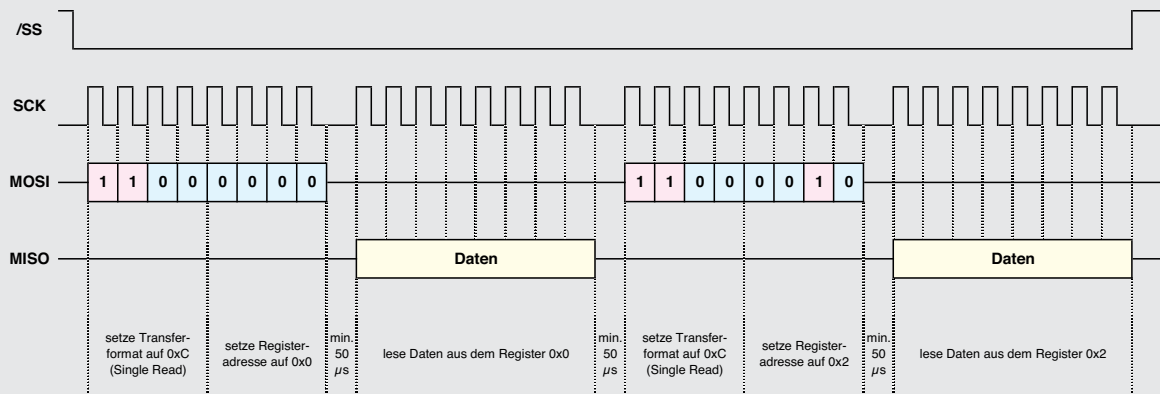 /SS
SCK
MOSI 1 1 0 0 0 0 0 0 1 1 0 0 0 0 1 0
MISO Daten Daten
setze Transfer-
format auf 0xC
(Single Read)
setze Register-
adresse auf 0x0
min.
50
µs
lese Daten aus dem Register 0x0
min.
50
µs
setze Transfer-
format auf 0xC
(Single Read)
setze Register-
adresse auf 0x2
min.
50
µs
lese Daten aus dem Register 0x2